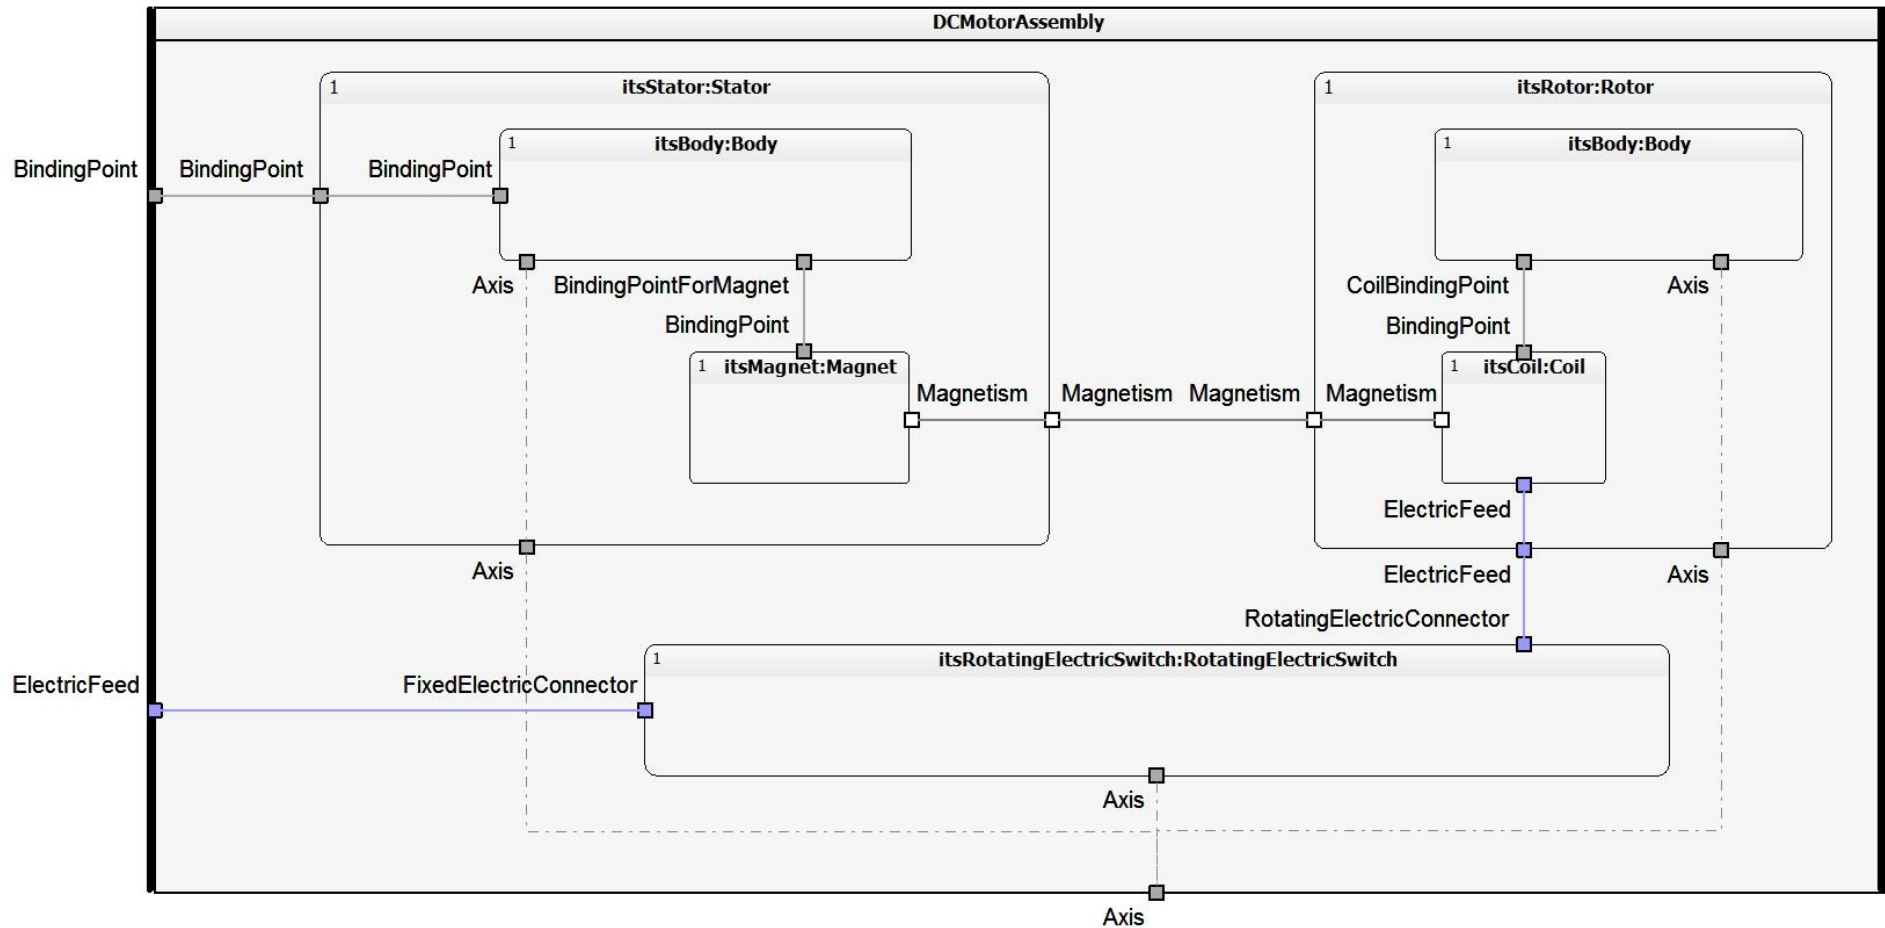 DCMotorAssembly
1 itsStator:Stator
1 itsRotor:Rotor
1 itsBody:Body
1 itsBody:Body
BindingPoint BindingPoint BindingPoint
Axis BindingPointForMagnet
CoilBindingPoint Axis
BindingPoint
BindingPoint
1 itsMagnet:Magnet
1 itsCoil:Coil
Magnetism Magnetism Magnetism Magnetism
ElectricFeed
Axis
ElectricFeed Axis
RotatingElectricConnector
1 itsRotatingElectricSwitch:RotatingElectricSwitch
ElectricFeed FixedElectricConnector
Axis
Axis